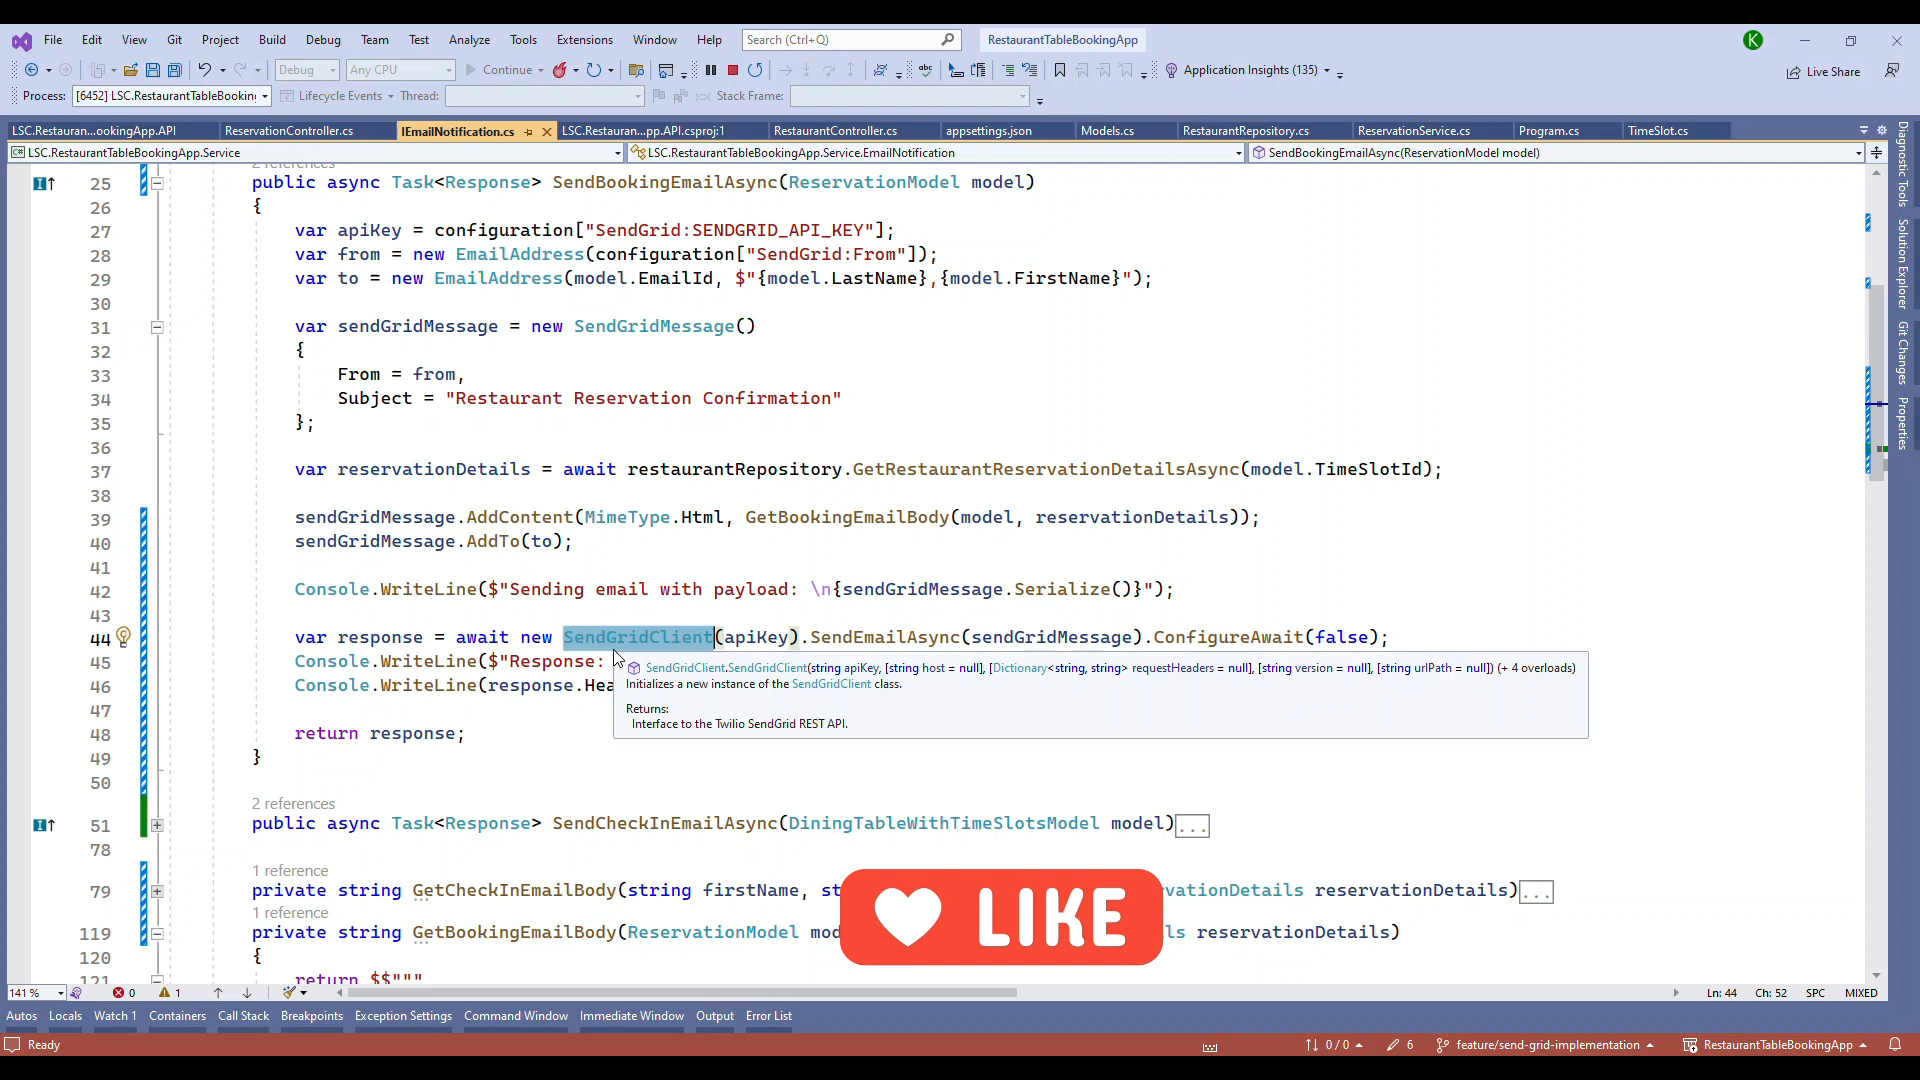 File Edit View Git Project Build Debug Team Test Analyze Tools Extensions Window Help Search (Ctrl+Q) RestaurantTableBookingApp K
Debug Any CPU Continue Application Insights (135) Live Share
Process: [6452] LSC.RestaurantTableBooking Lifecycle Events Thread: Stack Frame:
LSC.Restauran...ookingApp.API ReservationController.cs IEmailNotification.cs LSC.Restauran....pp.API.csproj:1 RestaurantController.cs appsettings.json Models.cs RestaurantRepository.cs ReservationService.cs Program.cs TimeSlot.cs
LSC.RestaurantTableBookingApp.Service LSC.RestaurantTableBookingApp.Service.EmailNotification SendBookingEmailAsync(ReservationModel model)
2 references
25 public async Task<Response> SendBookingEmailAsync(ReservationModel model)
26 {
27 var apiKey = configuration["SendGrid:SENDGRID_API_KEY"];
28 var from = new EmailAddress(configuration["SendGrid:From"]);
29 var to = new EmailAddress(model.EmailId, $"{model.LastName},{model.FirstName}");
30
31 var sendGridMessage = new SendGridMessage()
32 {
33 From = from,
34 Subject = "Restaurant Reservation Confirmation"
35 };
36
37 var reservationDetails = await restaurantRepository.GetRestaurantReservationDetailsAsync(model.TimeSlotId);
38
39 sendGridMessage.AddContent(MimeType.Html, GetBookingEmailBody(model, reservationDetails));
40 sendGridMessage.AddTo(to);
41
42 Console.WriteLine($"Sending email with payload: \n{sendGridMessage.Serialize()}");
43
44 var response = await new SendGridClient(apiKey).SendEmailAsync(sendGridMessage).ConfigureAwait(false);
45 Console.WriteLine($"Response:
SendGridClient.SendGridClient(string apiKey, [string host = null], [Dictionary<string, string> requestHeaders = null], [string version = null], [string urlPath = null]) (+ 4 overloads)
Initializes a new instance of the SendGridClient class.
46 Console.WriteLine(response.Hea
Returns:
Interface to the Twilio SendGrid REST API.
47
48 return response;
49 }
50
2 references
51 public async Task<Response> SendCheckInEmailAsync(DiningTableWithTimeSlotsModel model)...
78
1 reference
79 private string GetCheckInEmailBody(string firstName, st vationDetails reservationDetails)...
1 reference
119 private string GetBookingEmailBody(ReservationModel mod ls reservationDetails)
LIKE
120 {
121 return $$"""
141 % 0 1 Ln: 44 Ch: 52 SPC MIXED
Autos Locals Watch 1 Containers Call Stack Breakpoints Exception Settings Command Window Immediate Window Output Error List
Ready 0 / 0 6 feature/send-grid-implementation RestaurantTableBookingApp
Diagnostic Tools
Solution Explorer
Git Changes
Properties